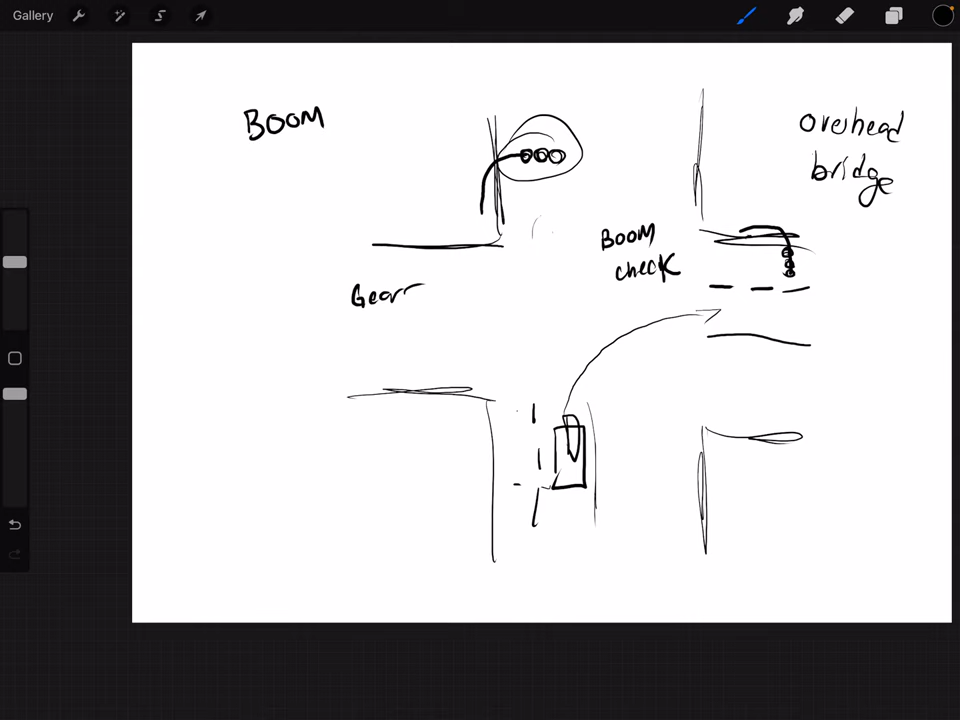 Gallery
BOOM
overhead
bridge
BOOM
check
Gear